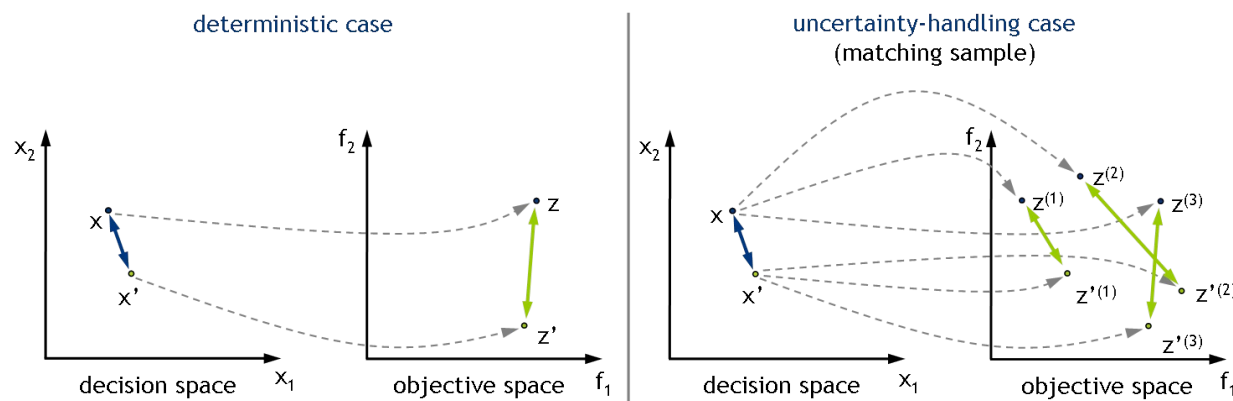 deterministic case
x2
x
x'
x1
decision space
f2
z
z'
f1
objective space
uncertainty-handling case
(matching sample)
x2
x
x'
x1
decision space
f2
z(1)
z(2)
z(3)
z'(1)
z'(2)
z'(3)
f1
objective space